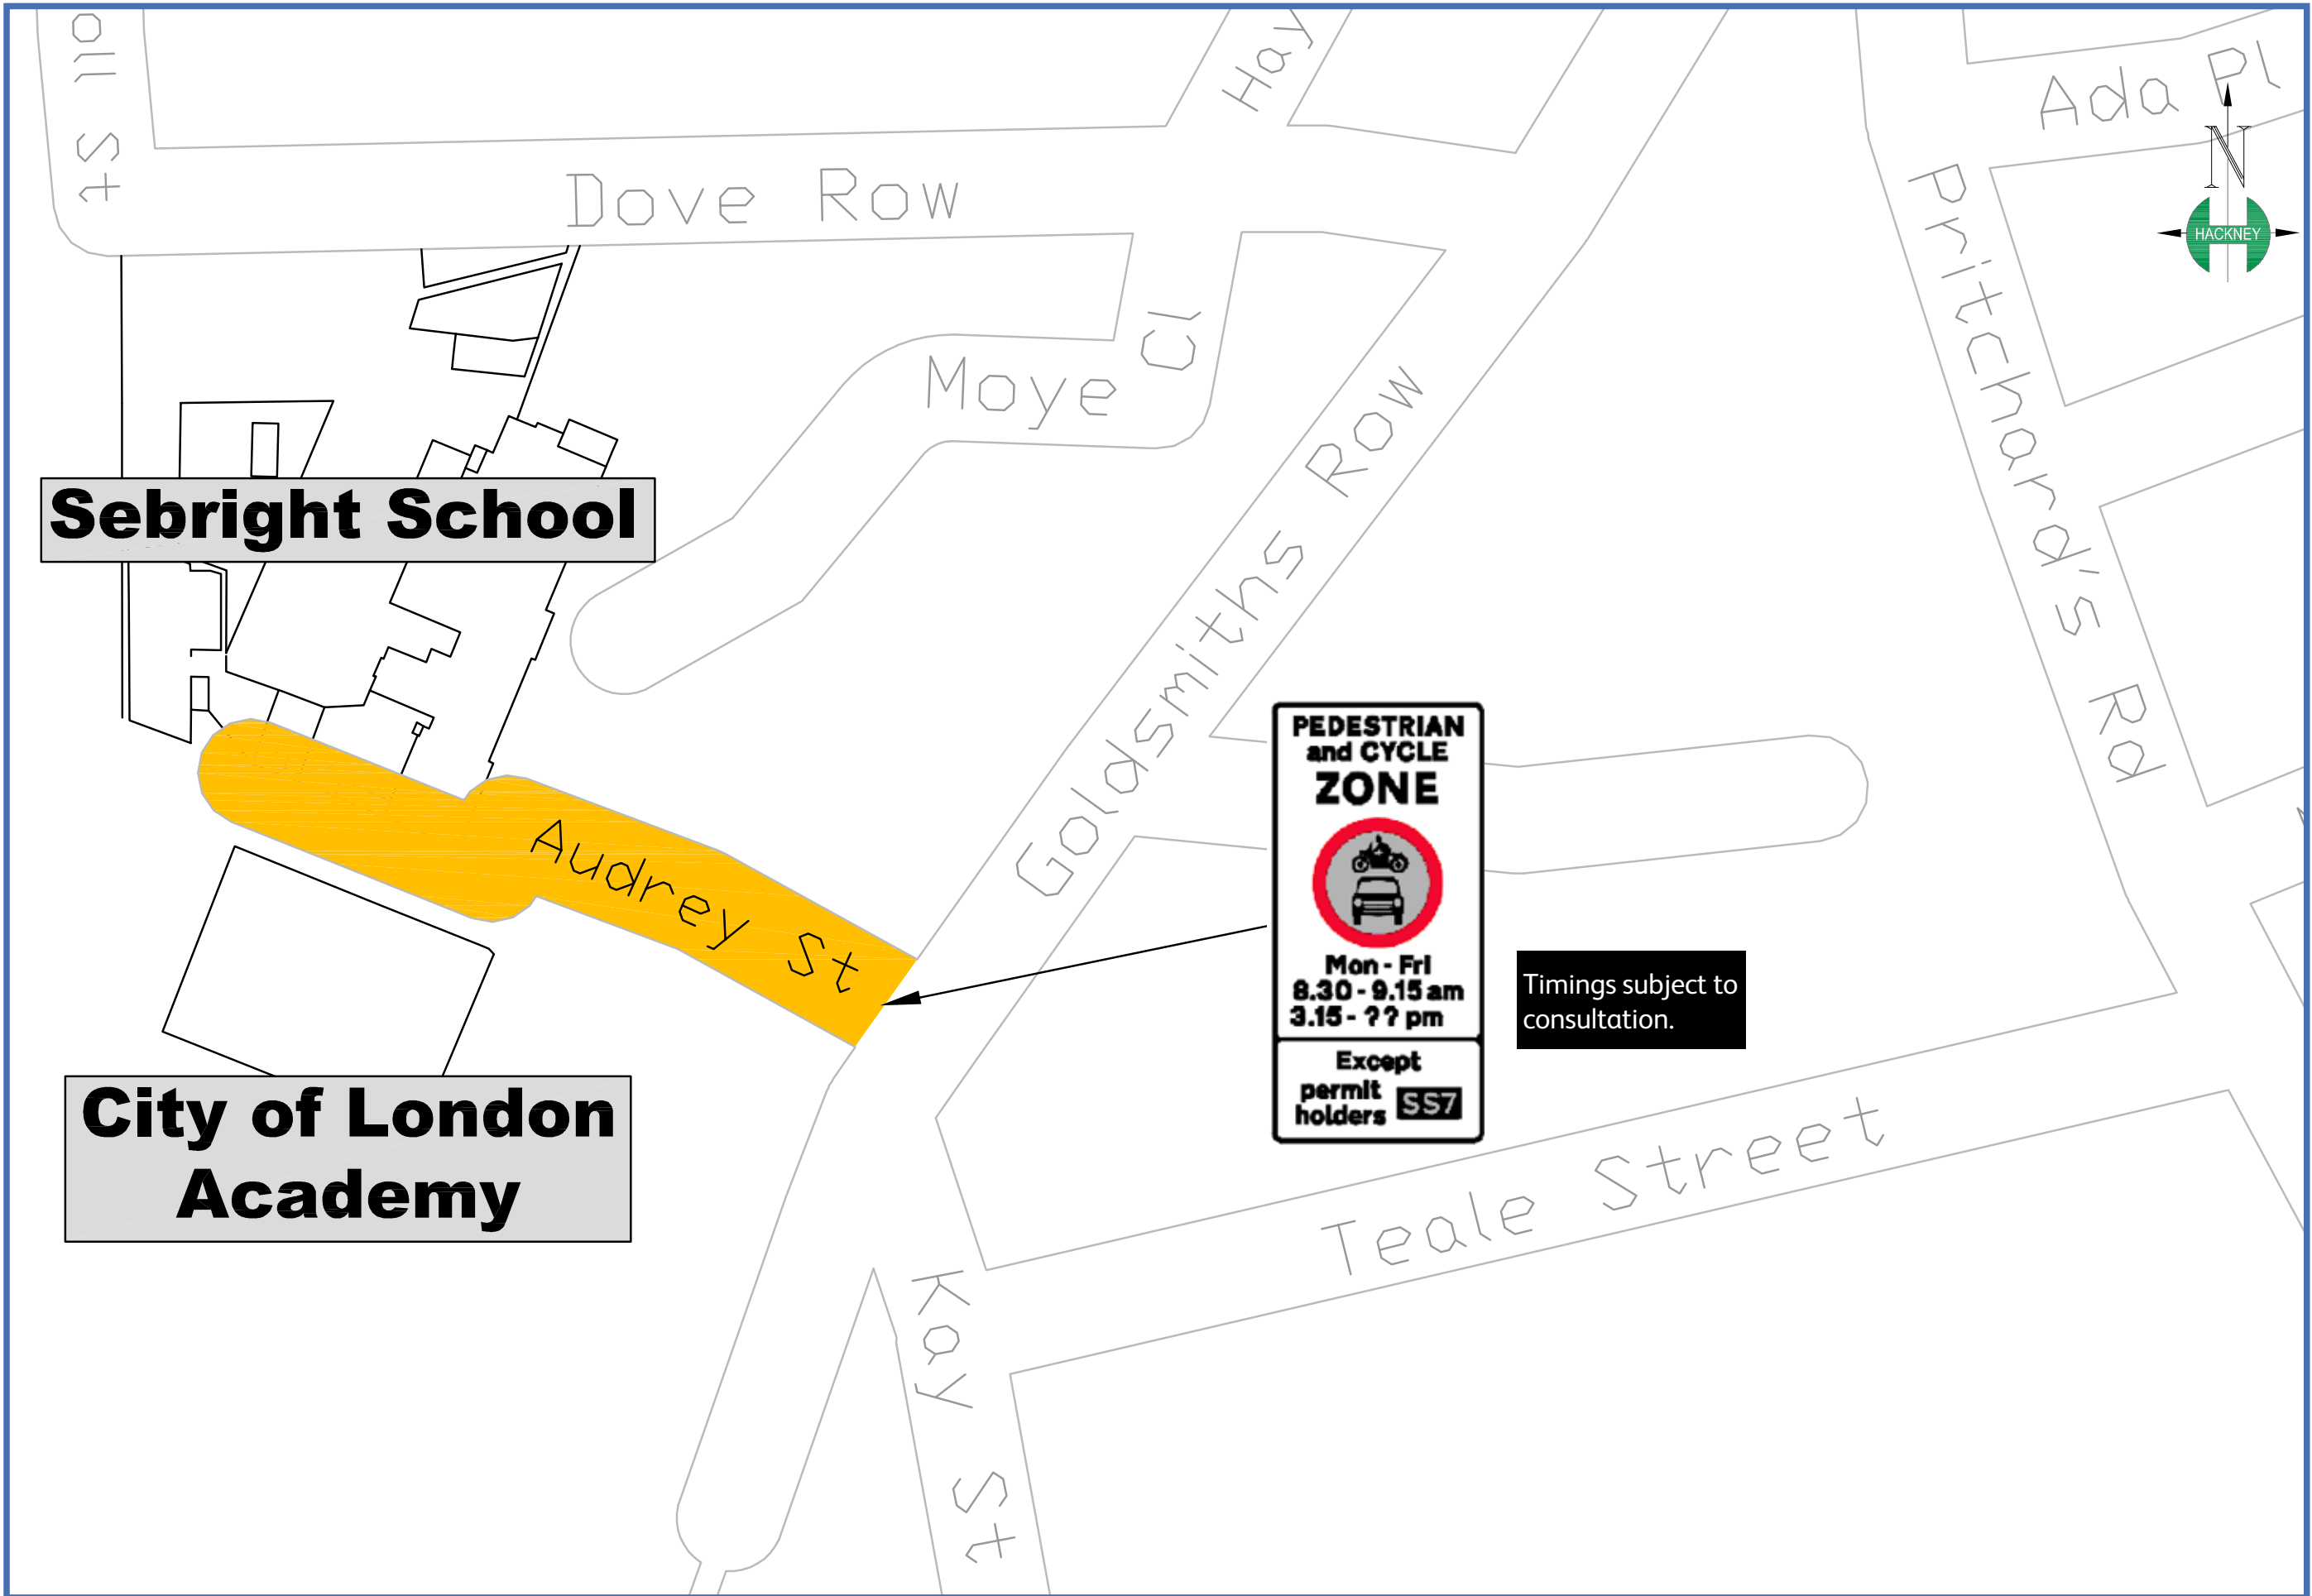 Ada Pl
N
HACKNEY
Dove Row
Moye Cl
Pritchard's Rd
Goldsmiths Row
Sebright School
Audrey St
PEDESTRIAN
and CYCLE
ZONE
Mon - Fri
8.30 - 9.15 am
3.15 - ?? pm
Except
permit
holders SS7
Timings subject to
consultation.
City of London
Academy
Teale Street
Kay St
Hay
t St